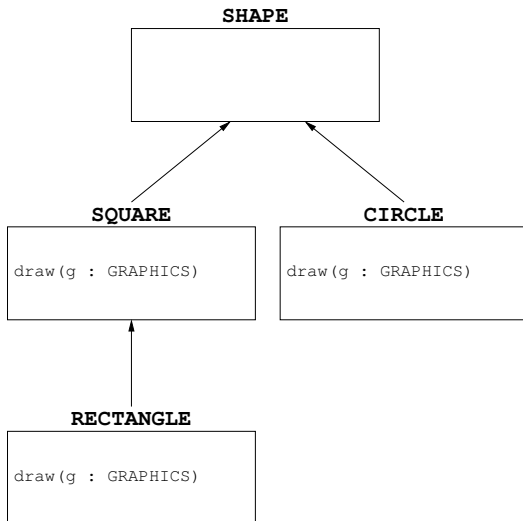 SHAPE
SQUARE
CIRCLE
draw(g : GRAPHICS)
draw(g : GRAPHICS)
RECTANGLE
draw(g : GRAPHICS)